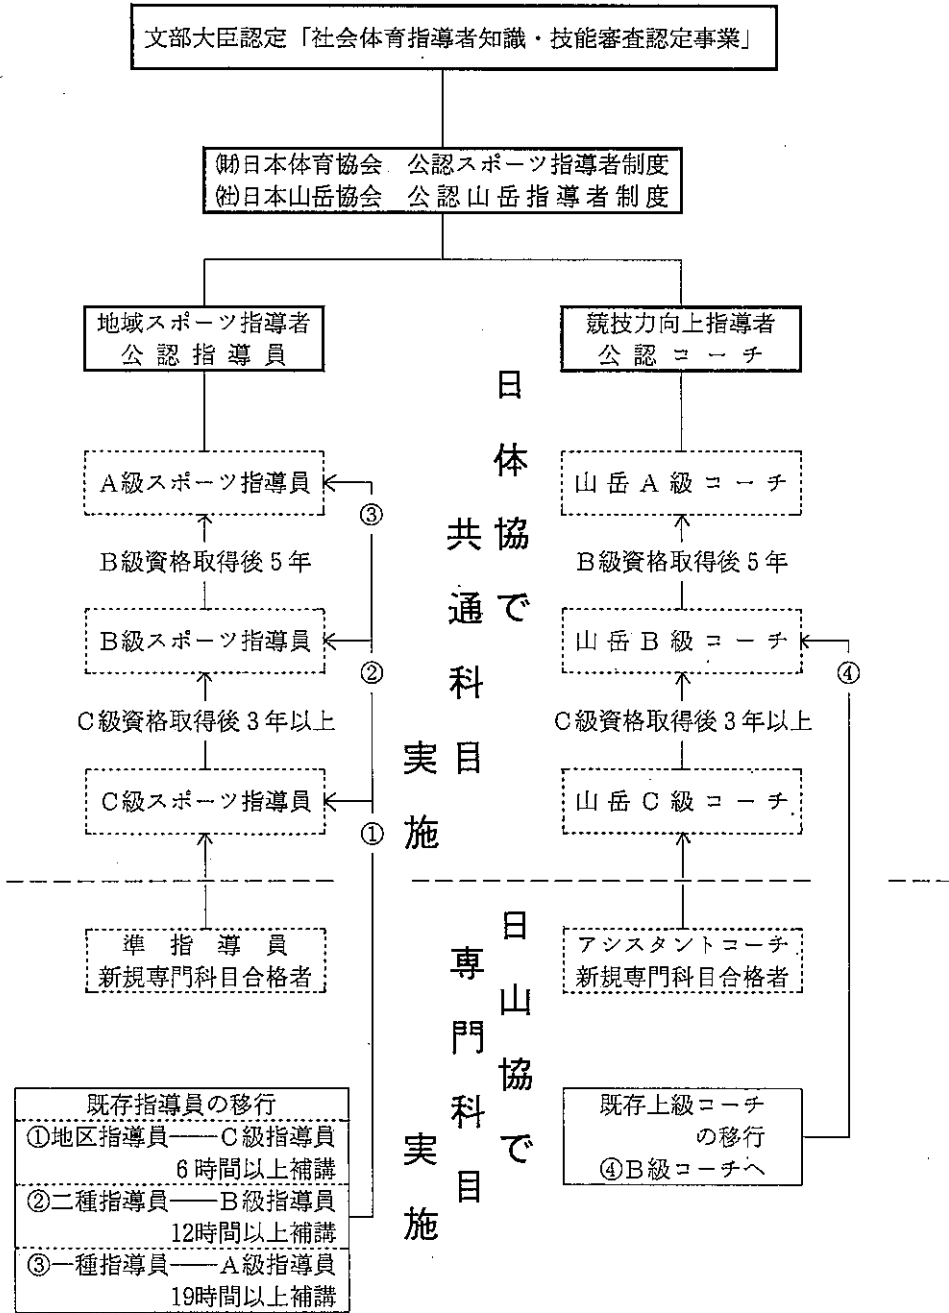 文部大臣認定「社会体育指導者知識・技能審査認定事業」
㈶日本体育協会 公認スポーツ指導者制度
㈳日本山岳協会 公認山岳指導者制度
地域スポーツ指導者
公認指導員
競技力向上指導者
公認コーチ
日体協で
共通科目
実施
A級スポーツ指導員
③
山岳A級コーチ
B級資格取得後5年
B級資格取得後5年
B級スポーツ指導員
②
山岳B級コーチ
④
C級資格取得後3年以上
C級資格取得後3年以上
C級スポーツ指導員
①
山岳C級コーチ
準指導員
新規専門科目合格者
アシスタントコーチ
新規専門科目合格者
日山協で
専門科目
実施
既存指導員の移行
①地区指導員――C級指導員
6時間以上補講
②二種指導員――B級指導員
12時間以上補講
③一種指導員――A級指導員
19時間以上補講
既存上級コーチ
の移行
④B級コーチへ